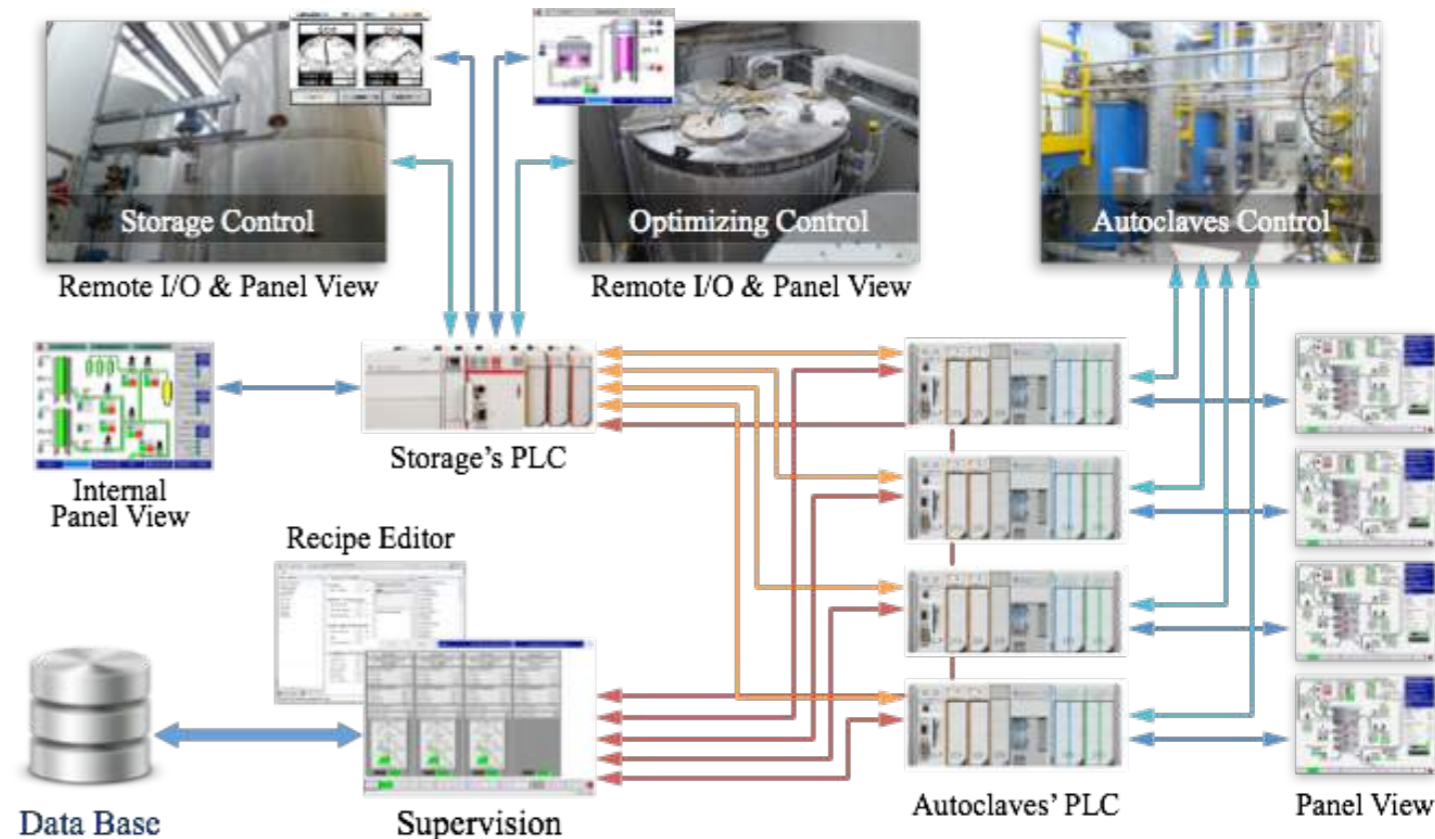 Storage Control
Optimizing Control
Autoclaves Control
Remote I/O & Panel View
Remote I/O & Panel View
Storage's PLC
Internal
Panel View
Recipe Editor
Data Base
Supervision
Autoclaves' PLC
Panel View